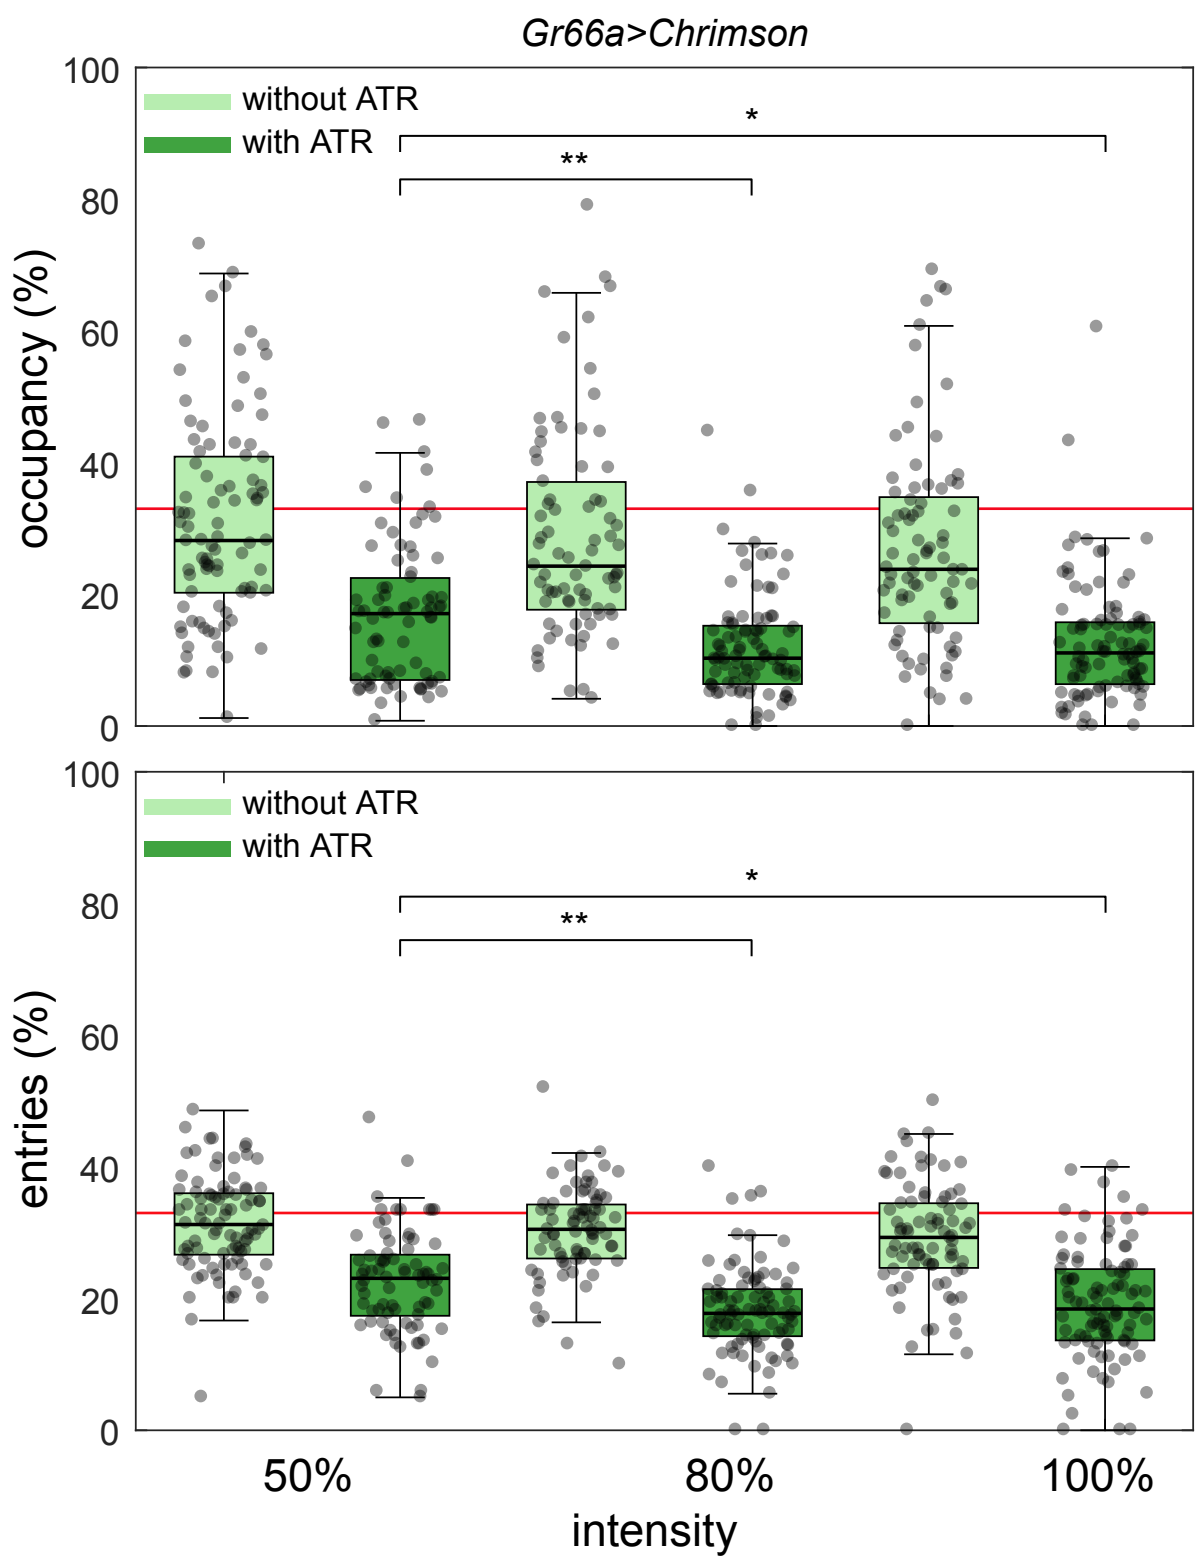 Gr66a>Chrimson
100
without ATR
with ATR
*
**
80
60
40
20
0
occupancy (%)
100
without ATR
with ATR
*
**
80
60
40
20
0
entries (%)
50% 80% 100%
intensity